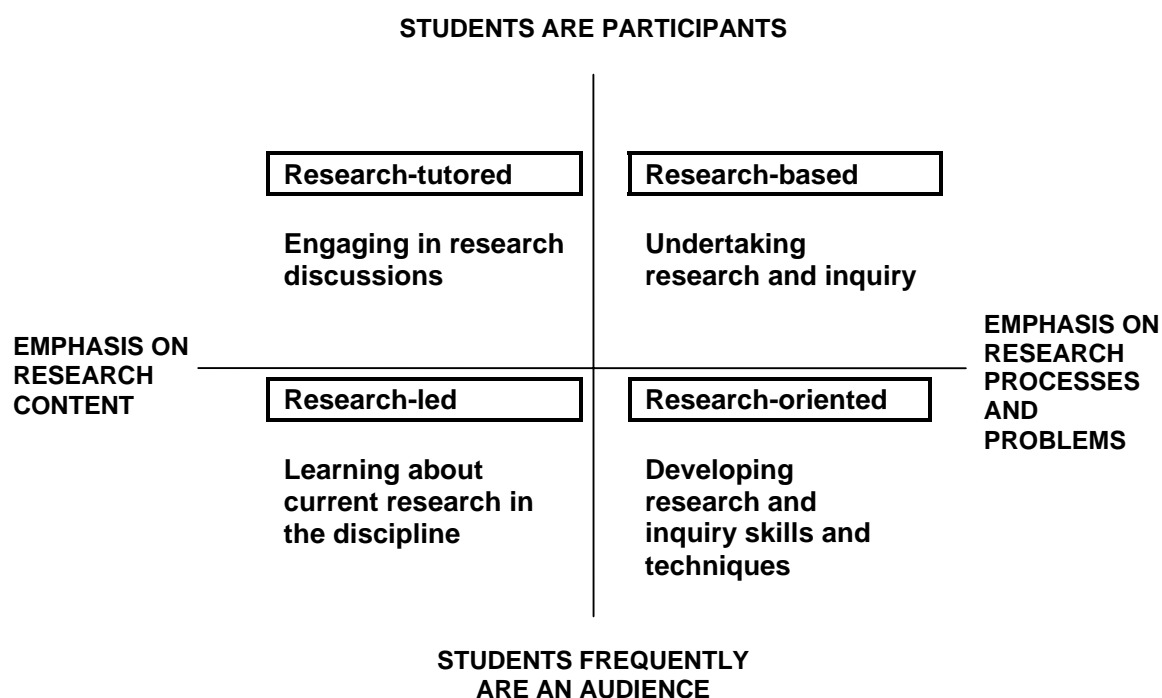 STUDENTS ARE PARTICIPANTS
Research-tutored
Engaging in research
discussions
Research-based
Undertaking
research and inquiry
EMPHASIS ON
RESEARCH
CONTENT
EMPHASIS ON
RESEARCH
PROCESSES
AND
PROBLEMS
Research-led
Learning about
current research in
the discipline
Research-oriented
Developing
research and
inquiry skills and
techniques
STUDENTS FREQUENTLY
ARE AN AUDIENCE